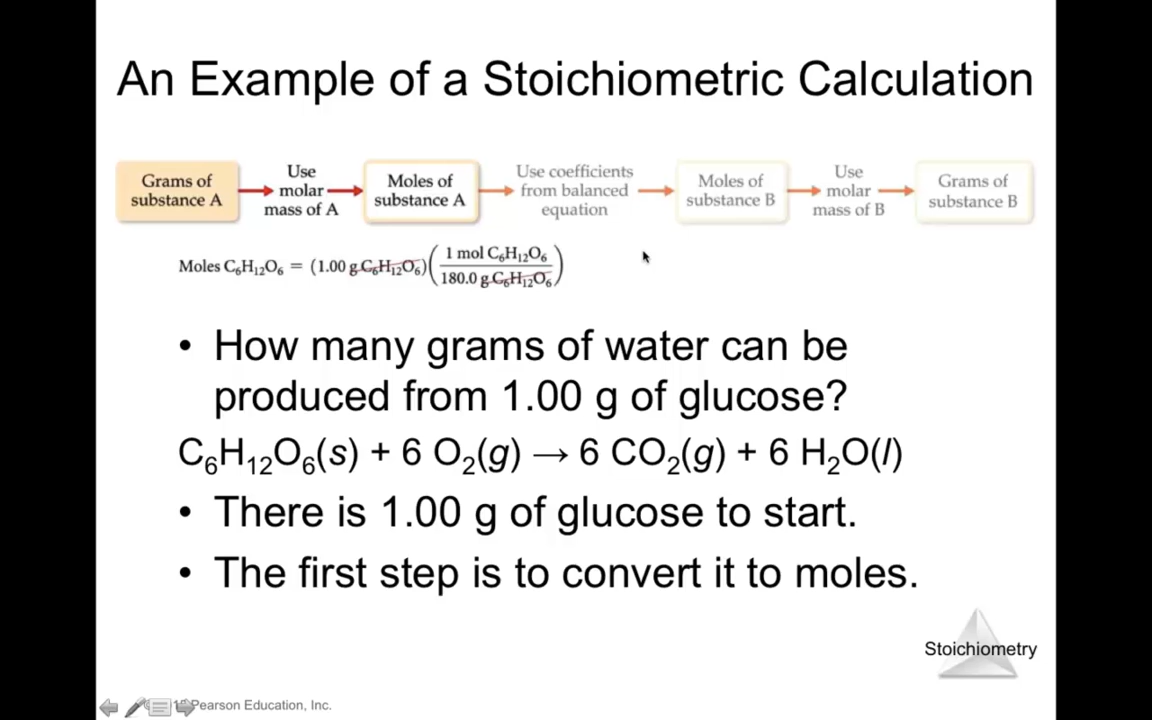 An Example of a Stoichiometric Calculation
Grams of
substance A
Use
molar
mass of A
Moles of
substance A
Use coefficients
from balanced
equation
Moles of
substance B
Use
molar
mass of B
Grams of
substance B
Moles C₆H₁₂O₆ = (1.00 g C₆H₁₂O₆)(1 mol C₆H₁₂O₆
180.0 g C₆H₁₂O₆)
• How many grams of water can be
produced from 1.00 g of glucose?
C₆H₁₂O₆(s) + 6 O₂(g) → 6 CO₂(g) + 6 H₂O(l)
• There is 1.00 g of glucose to start.
• The first step is to convert it to moles.
Stoichiometry
Pearson Education, Inc.